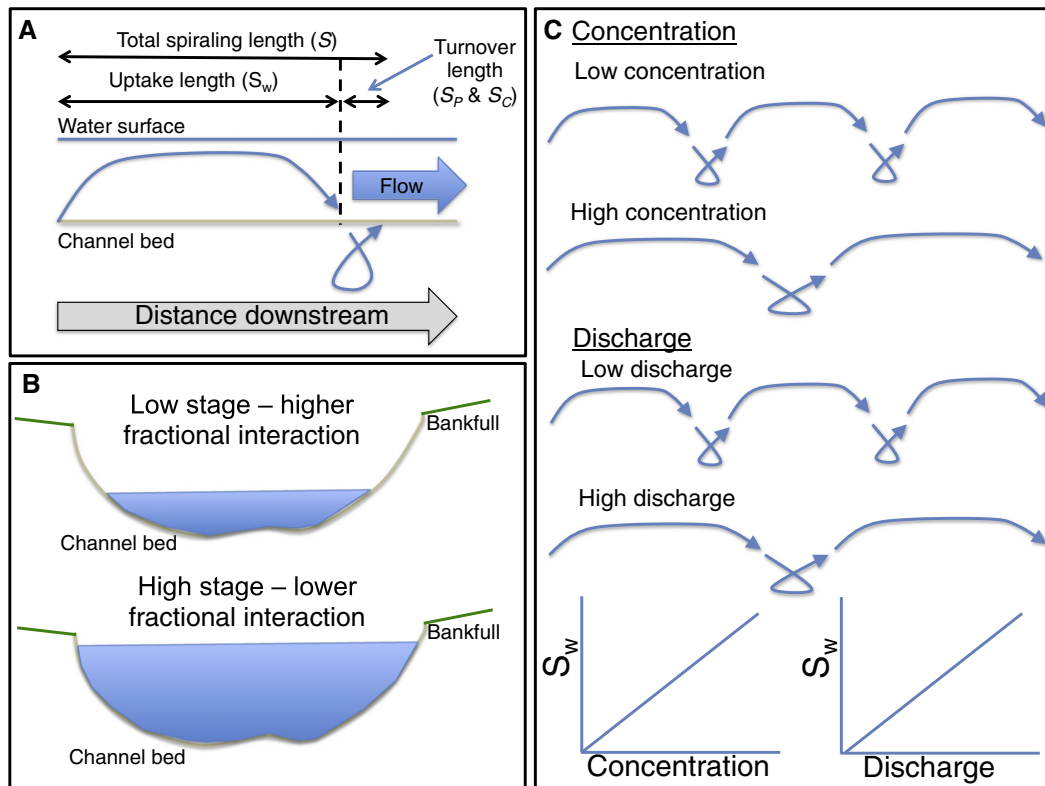 A
Total spiraling length (S)
Turnover
length
(S_P & S_C)
Uptake length (S_w)
Water surface
Flow
Channel bed
Distance downstream
B
Low stage – higher
fractional interaction
Bankfull
Channel bed
High stage – lower
fractional interaction
Bankfull
Channel bed
C
Concentration
Low concentration
High concentration
Discharge
Low discharge
High discharge
S_w
Concentration
S_w
Discharge